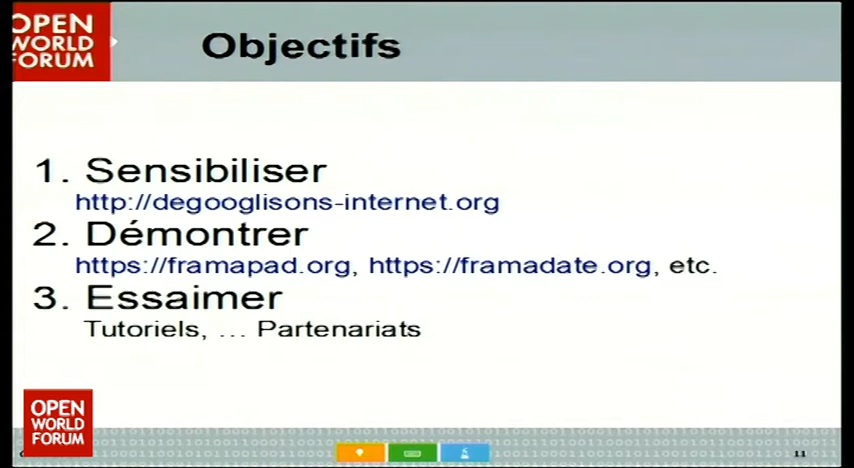 OPEN
WORLD
FORUM
Objectifs
1. Sensibiliser
http://degooglisons-internet.org
2. Démontrer
https://framapad.org, https://framadate.org, etc.
3. Essaimer
Tutoriels, … Partenariats
OPEN
WORLD
FORUM
11